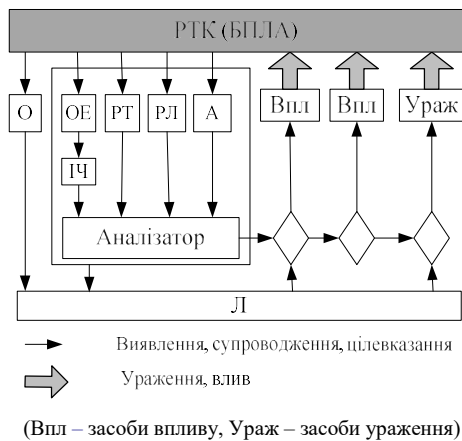 РТК (БПЛА)
О ОЕ РТ РЛ А Впл Впл Ураж
ІЧ
Аналізатор
Л
Виявлення, супроводження, цілевказання
Ураження, влив
(Впл – засоби впливу, Ураж – засоби ураження)